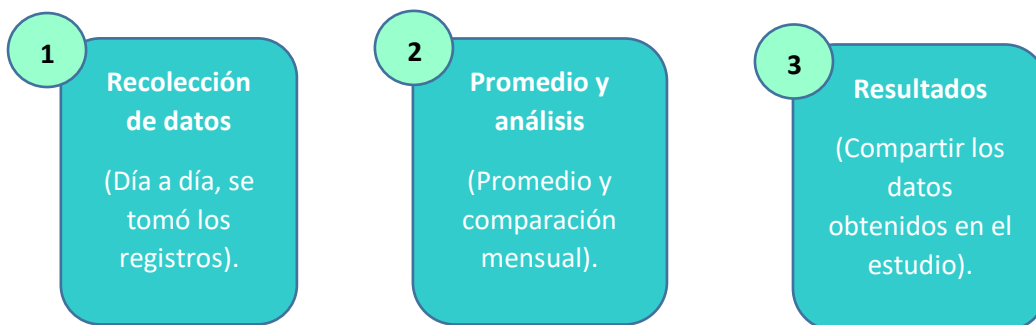 1
Recolección
de datos
(Día a día, se
tomó los
registros).
2
Promedio y
análisis
(Promedio y
comparación
mensual).
3
Resultados
(Compartir los
datos
obtenidos en el
estudio).